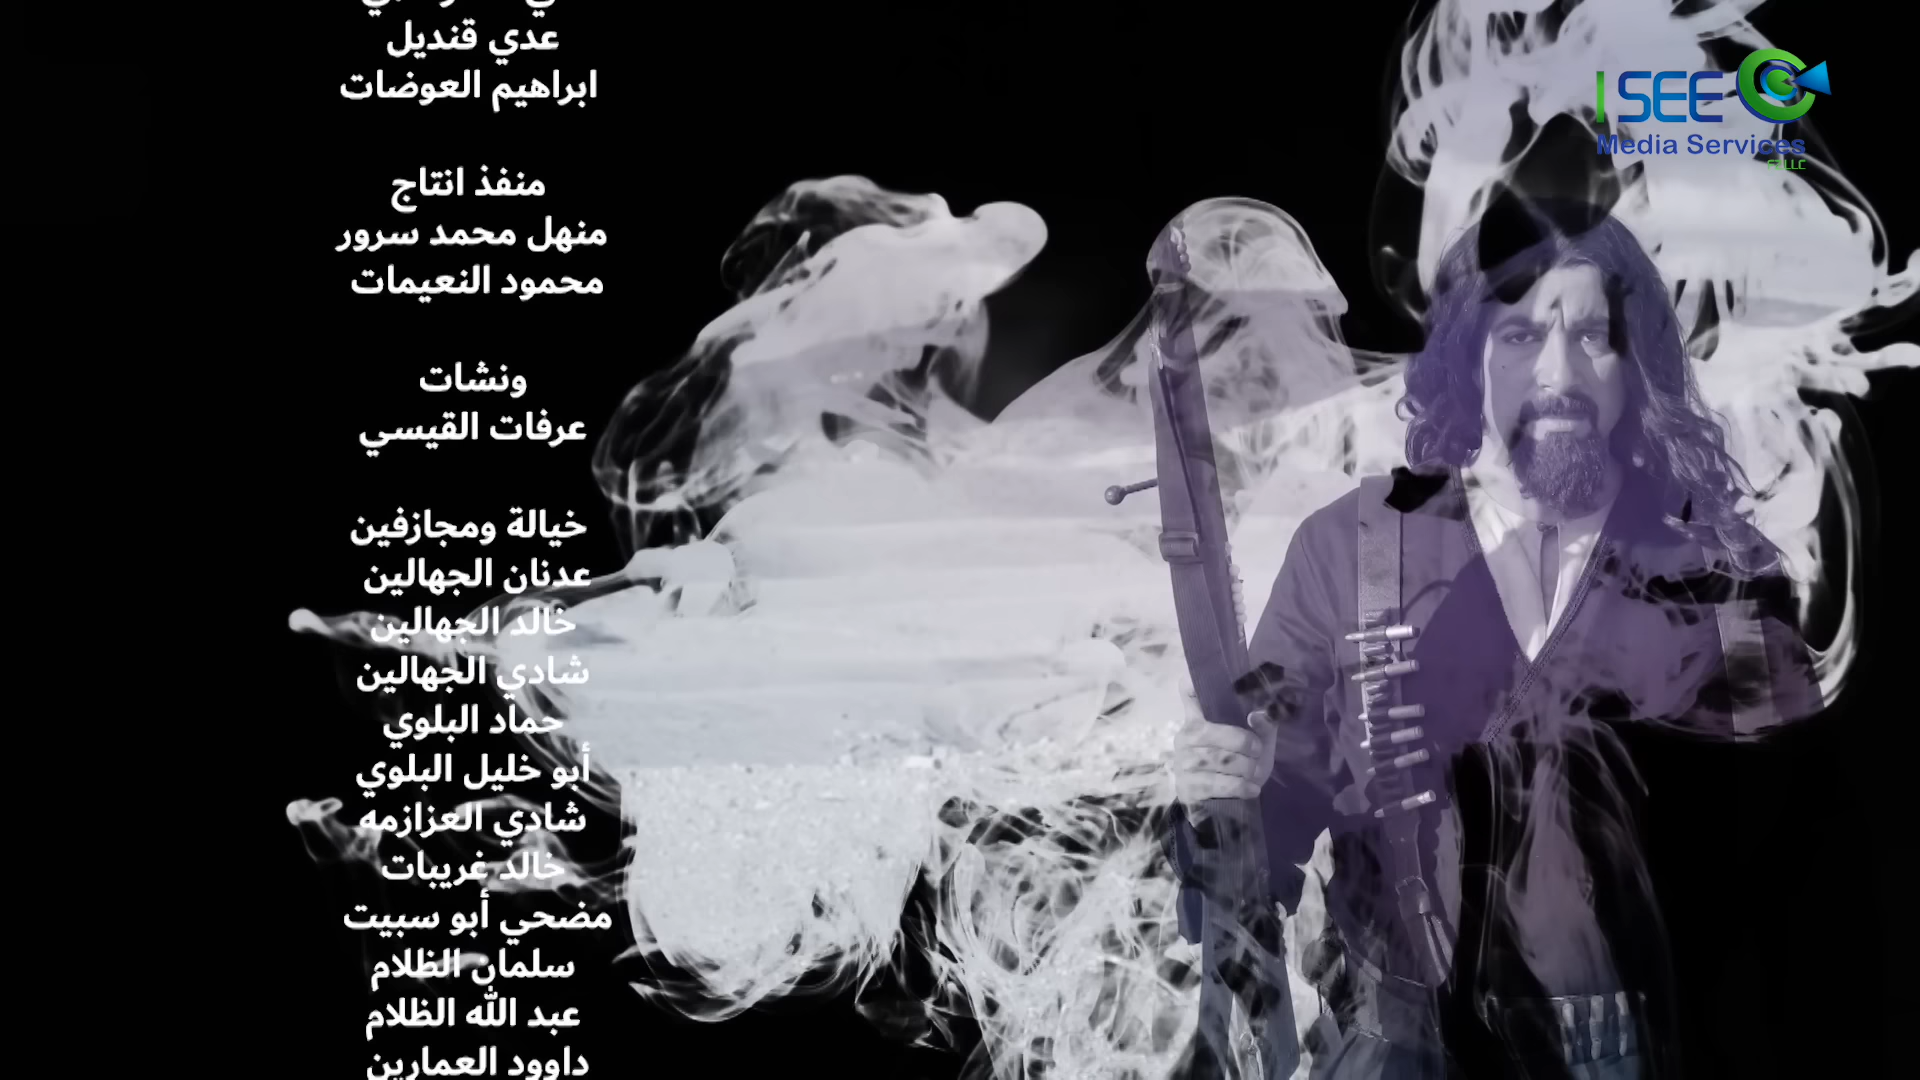 عدي قنديل
ابراهيم العوضات
منفذ انتاج
منهل محمد سرور
محمود النعيمات
ونشات
عرفات القيسي
خيالة ومجازفين
عدنان الجهالين
خالد الجهالين
شادي الجهالين
حماد البلوي
أبو خليل البلوي
شادي العزازمه
خالد غريبات
مضحي أبو سبيت
سلمان الظلام
عبد الله الظلام
داوود العمارين
I SEE
Media Services
FZ LLC